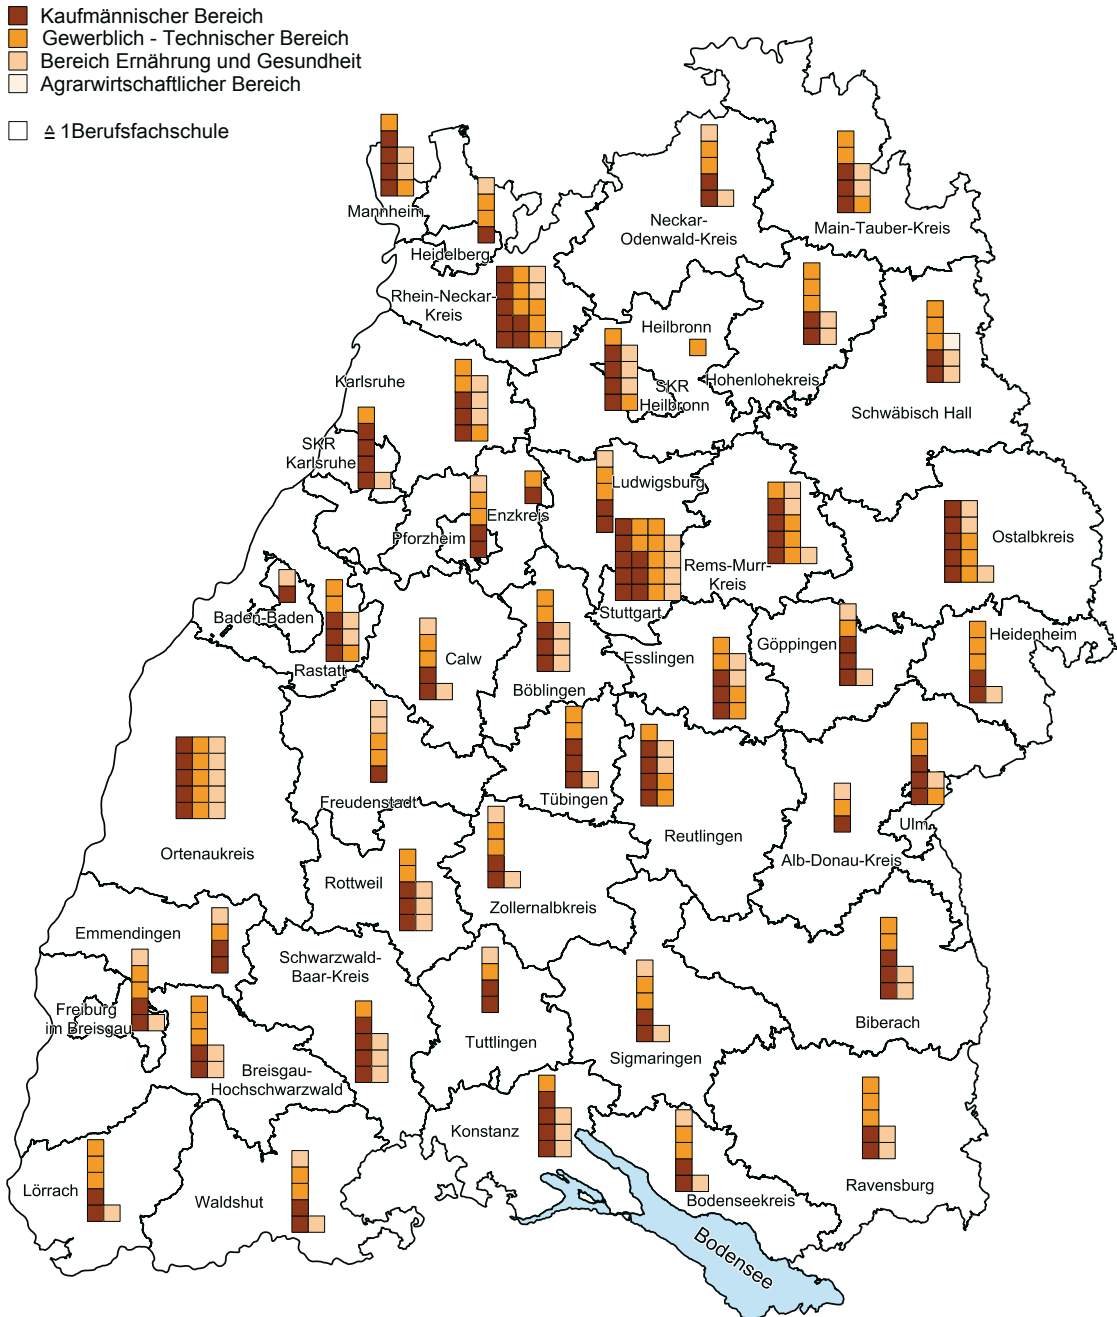 Kaufmännischer Bereich
Gewerblich - Technischer Bereich
Bereich Ernährung und Gesundheit
Agrarwirtschaftlicher Bereich
≙ 1Berufsfachschule
Mannheim
Heidelberg
Neckar-
Odenwald-Kreis
Main-Tauber-Kreis
Rhein-Neckar-
Kreis
Heilbronn
Karlsruhe
SKR
Heilbronn
Hohenlohekreis
Schwäbisch Hall
SKR
Karlsruhe
Ludwigsburg
Enzkreis
Pforzheim
Rems-Murr-
Kreis
Ostalbkreis
Stuttgart
Baden-Baden
Rastatt
Calw
Böblingen
Esslingen
Göppingen
Heidenheim
Freudenstadt
Tübingen
Reutlingen
Ulm
Alb-Donau-Kreis
Ortenaukreis
Rottweil
Zollernalbkreis
Emmendingen
Schwarzwald-
Baar-Kreis
Freiburg
im Breisgau
Tuttlingen
Sigmaringen
Biberach
Breisgau-
Hochschwarzwald
Konstanz
Lörrach
Waldshut
Bodenseekreis
Ravensburg
Bodensee